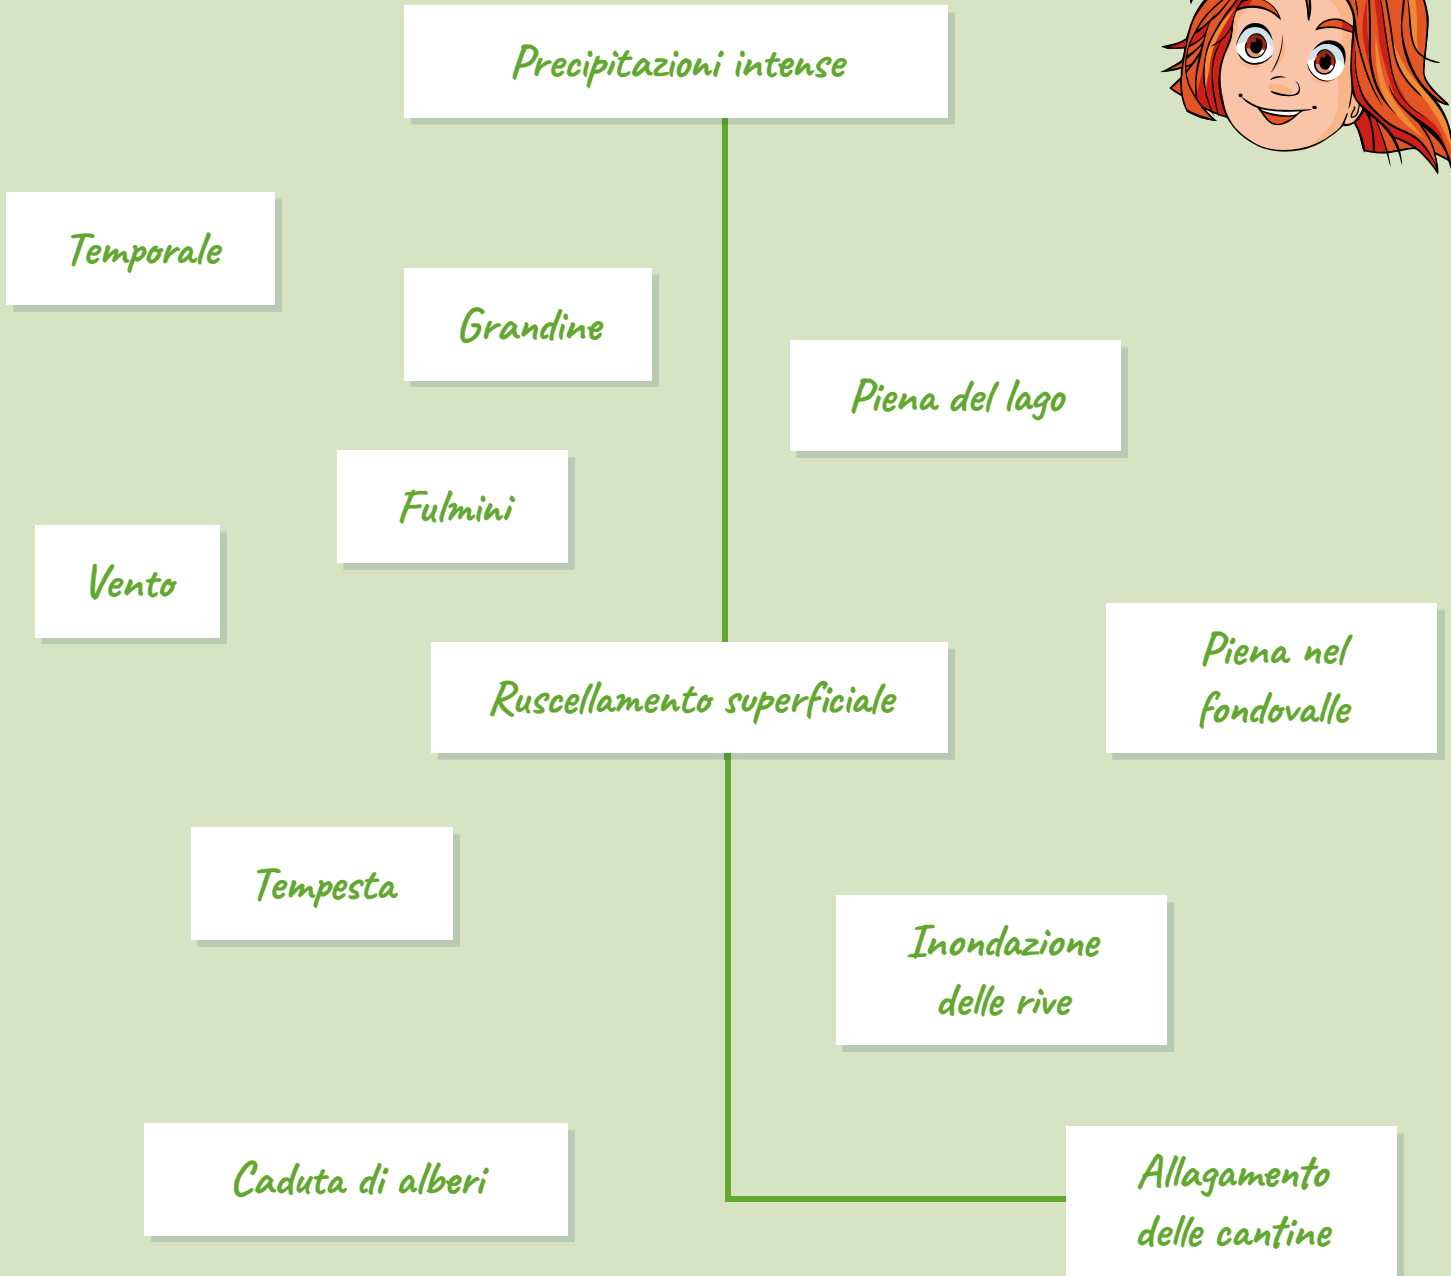 Precipitazioni intense
Temporale
Grandine
Piena del lago
Fulmini
Vento
Piena nel
fondovalle
Ruscellamento superficiale
Tempesta
Inondazione
delle rive
Caduta di alberi
Allagamento
delle cantine